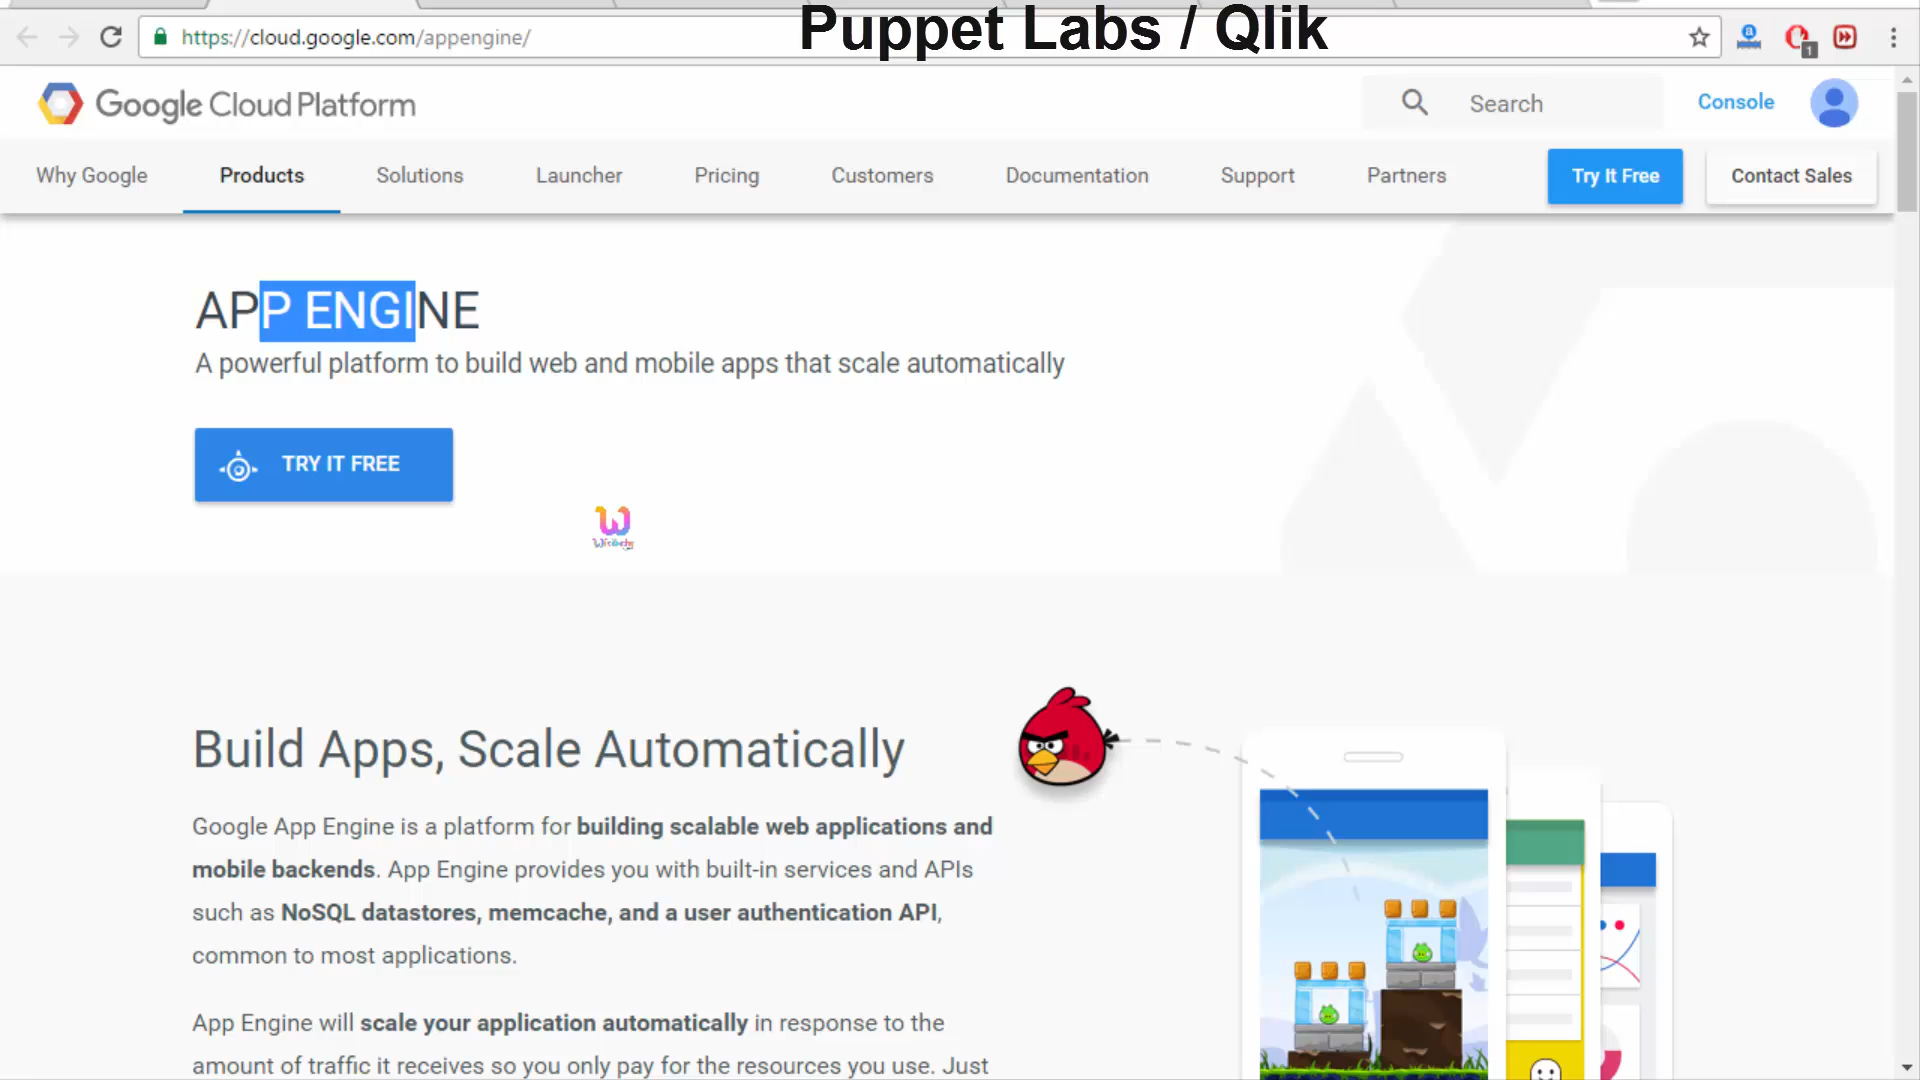 Puppet Labs / Qlik
https://cloud.google.com/appengine/
1
Google Cloud Platform
Search
Console
Why Google
Products
Solutions
Launcher
Pricing
Customers
Documentation
Support
Partners
Try It Free
Contact Sales
APP ENGINE
A powerful platform to build web and mobile apps that scale automatically
TRY IT FREE
Build Apps, Scale Automatically
Google App Engine is a platform for building scalable web applications and
mobile backends. App Engine provides you with built-in services and APIs
such as NoSQL datastores, memcache, and a user authentication API,
common to most applications.
App Engine will scale your application automatically in response to the
amount of traffic it receives so you only pay for the resources you use. Just